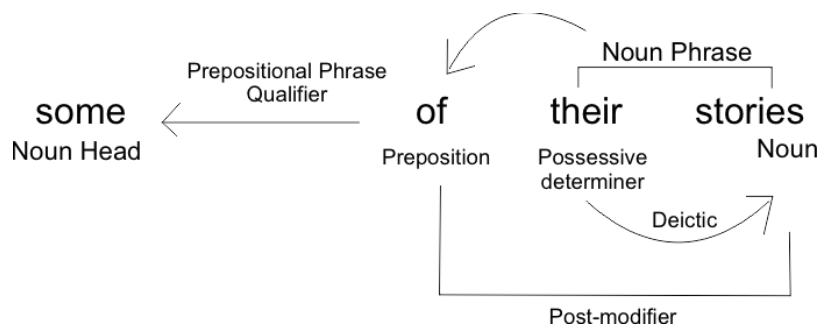 Noun Phrase
Prepositional Phrase
Qualifier
some of their stories
Noun Head
Preposition
Possessive
determiner
Noun
Deictic
Post-modifier